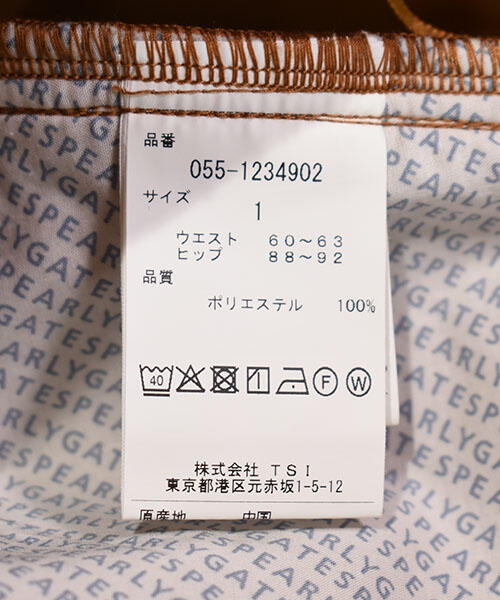 品番
055-1234902
サイズ
1
ウエスト 60～63
ヒップ 88～92
品質
ポリエステル 100%
40
F
W
株式会社 TSI
東京都港区元赤坂1-5-12
原産地 中国
PEARLYGATES